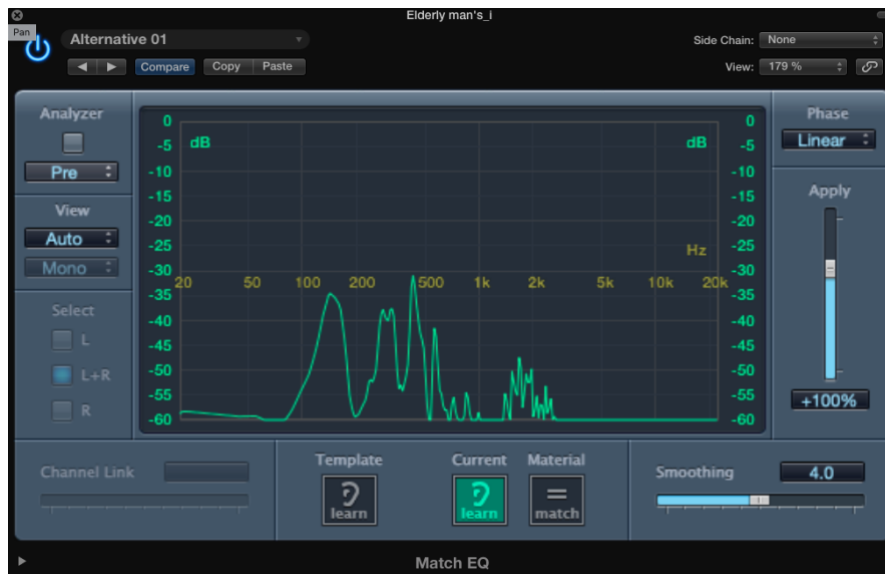 Elderly man's_i
Pan
Alternative 01
Side Chain: None
Compare Copy Paste
View: 179 %
Analyzer
Pre
View
Auto
Mono
Select
L
L+R
R
0 0
-5 dB dB -5
-10 -10
-15 -15
-20 -20
-25 Hz -25
-30 -30
20 50 100 200 500 1k 2k 5k 10k 20k
-35 -35
-40 -40
-45 -45
-50 -50
-55 -55
-60 -60
Phase
Linear
Apply
+100%
Channel Link
Template Current Material
learn learn match
Smoothing 4.0
Match EQ